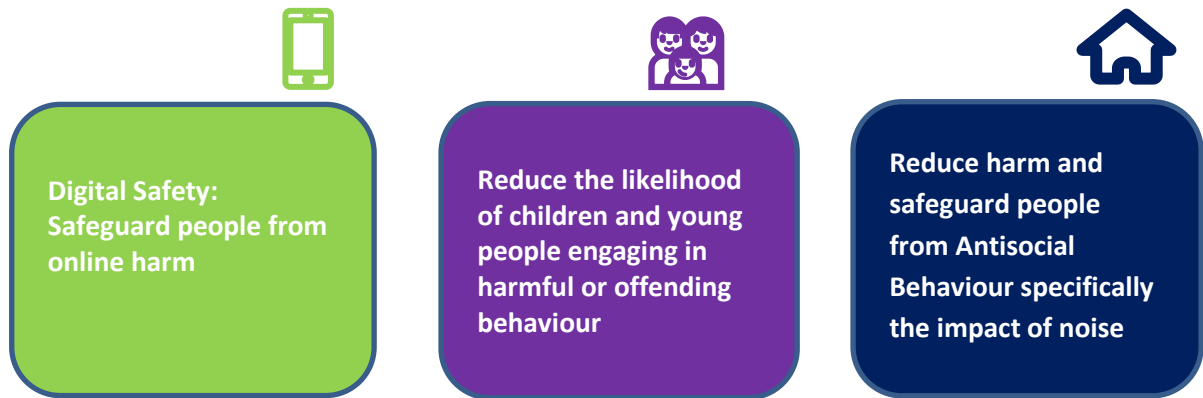 Digital Safety:
Safeguard people from
online harm
Reduce the likelihood
of children and young
people engaging in
harmful or offending
behaviour
Reduce harm and
safeguard people
from Antisocial
Behaviour specifically
the impact of noise